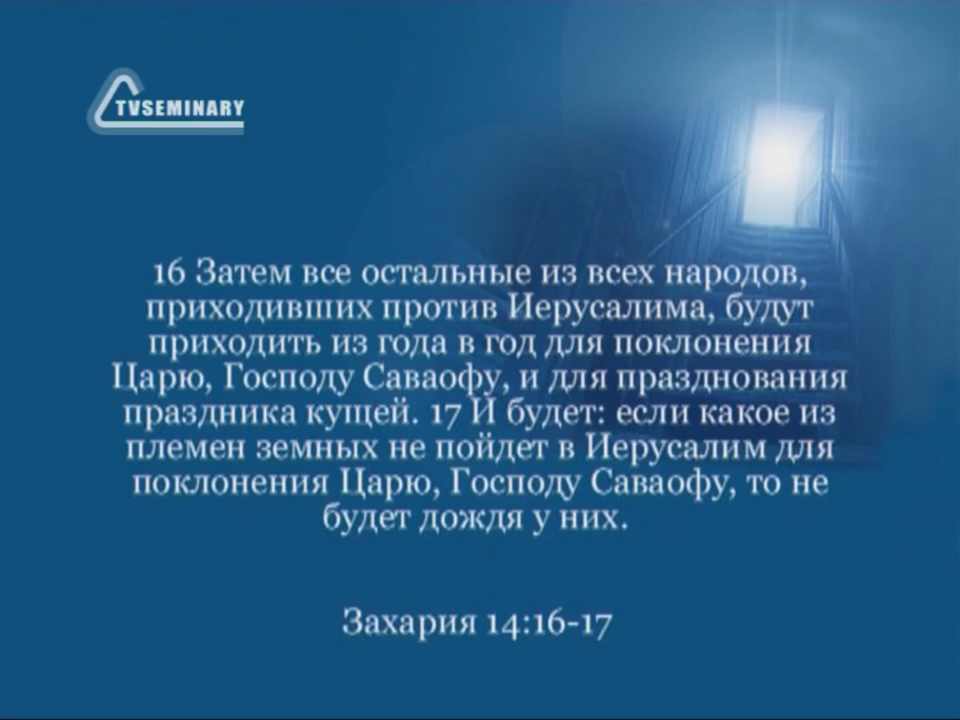 TVSEMINARY
16 Затем все остальные из всех народов,
приходивших против Иерусалима, будут
приходить из года в год для поклонения
Царю, Господу Саваофу, и для празднования
праздника кущей. 17 И будет: если какое из
племен земных не пойдет в Иерусалим для
поклонения Царю, Господу Саваофу, то не
будет дождя у них.
Захария 14:16-17